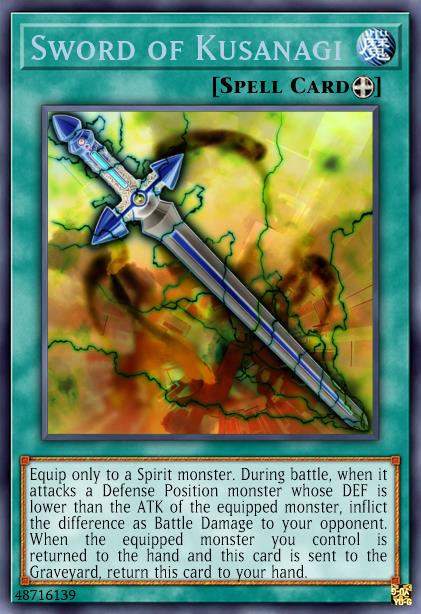 Sword of Kusanagi
魔
[Spell Card]
Equip only to a Spirit monster. During battle, when it
attacks a Defense Position monster whose DEF is
lower than the ATK of the equipped monster, inflict
the difference as Battle Damage to your opponent.
When the equipped monster you control is
returned to the hand and this card is sent to the
Graveyard, return this card to your hand.
48716139